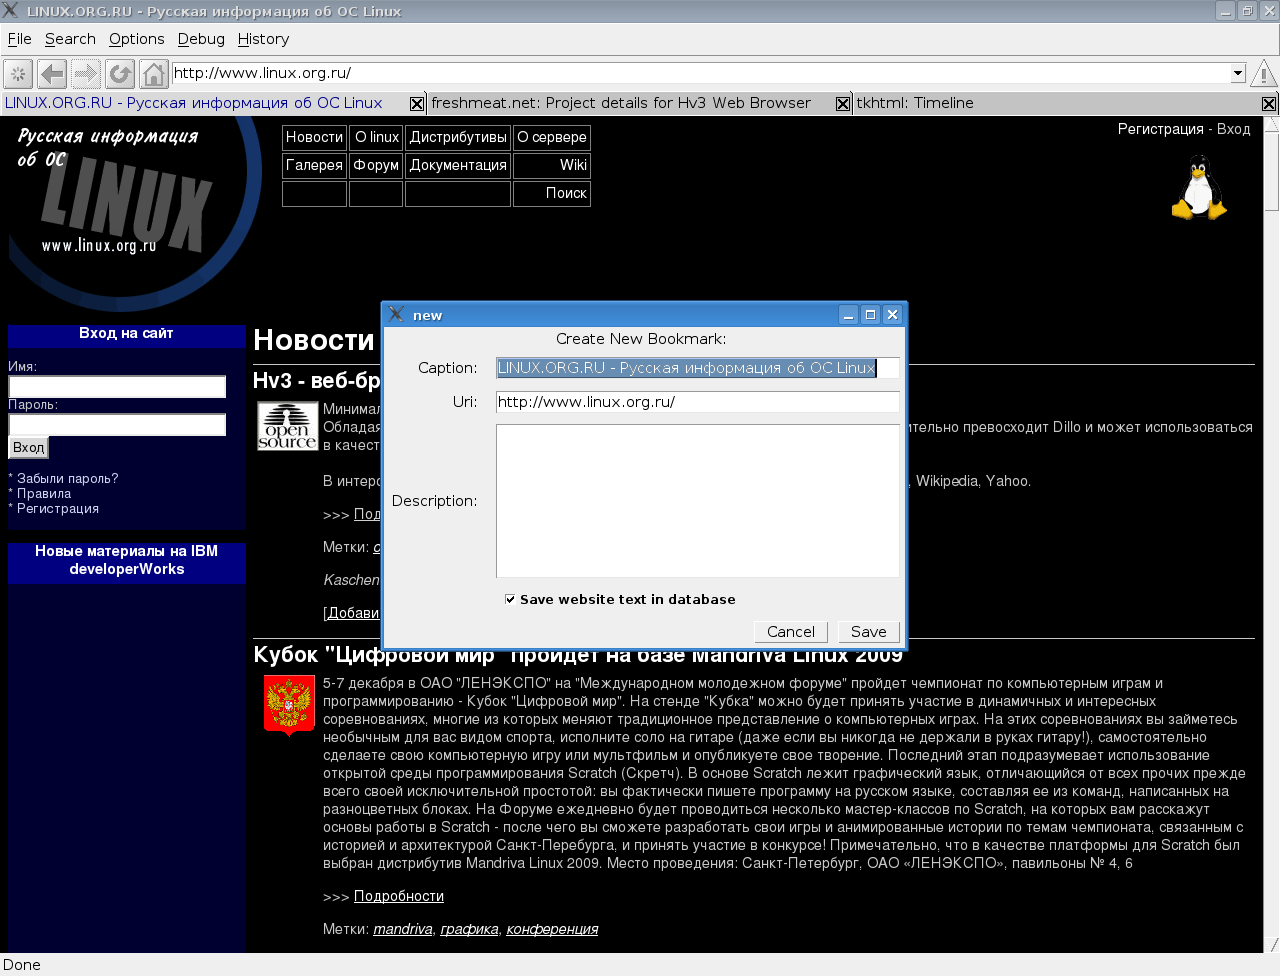 LINUX.ORG.RU - Русская информация об ОС Linux
File Search Options Debug History
http://www.linux.org.ru/
LINUX.ORG.RU - Русская информация об ОС Linux
freshmeat.net: Project details for Hv3 Web Browser
tkhtml: Timeline
Русская информация
об ОС
LINUX
www.linux.org.ru
Новости О linux Дистрибутивы О сервере
Галерея Форум Документация Wiki
Поиск
Регистрация - Вход
Вход на сайт
Имя:
Пароль:
Вход
* Забыли пароль?
* Правила
* Регистрация
Новые материалы на IBM
developerWorks
new
Create New Bookmark:
Caption: LINUX.ORG.RU - Русская информация об ОС Linux
Uri: http://www.linux.org.ru/
Description:
Save website text in database
Cancel Save
Новости
Hv3 - веб-бр
open
source
Минимал
Обладая
тельно превосходит Dillo и может использоваться
в качест
В интерс
, Wikipedia, Yahoo.
>>> Под
Метки:
Kaschen
[Добави
Кубок "Цифровой мир" пройдет на базе Mandriva Linux 2009
5-7 декабря в ОАО "ЛЕНЭКСПО" на "Международном молодежном форуме" пройдет чемпионат по компьютерным играм и
программированию - Кубок "Цифровой мир". На стенде "Кубка" можно будет принять участие в динамичных и интересных
соревнованиях, многие из которых меняют традиционное представление о компьютерных играх. На этих соревнованиях вы займетесь
необычным для вас видом спорта, исполните соло на гитаре (даже если вы никогда не держали в руках гитару!), самостоятельно
сделаете свою компьютерную игру или мультфильм и опубликуете свое творение. Последний этап подразумевает использование
открытой среды программирования Scratch (Скретч). В основе Scratch лежит графический язык, отличающийся от всех прочих прежде
всего своей исключительной простотой: вы фактически пишете программу на русском языке, составляя ее из команд, написанных на
разноцветных блоках. На Форуме ежедневно будет проводиться несколько мастер-классов по Scratch, на которых вам расскажут
основы работы в Scratch - после чего вы сможете разработать свои игры и анимированные истории по темам чемпионата, связанным с
историей и архитектурой Санкт-Перебурга, и принять участие в конкурсе! Примечательно, что в качестве платформы для Scratch был
выбран дистрибутив Mandriva Linux 2009. Место проведения: Санкт-Петербург, ОАО «ЛЕНЭКСПО», павильоны № 4, 6
>>> Подробности
Метки: mandriva, графика, конференция
Done